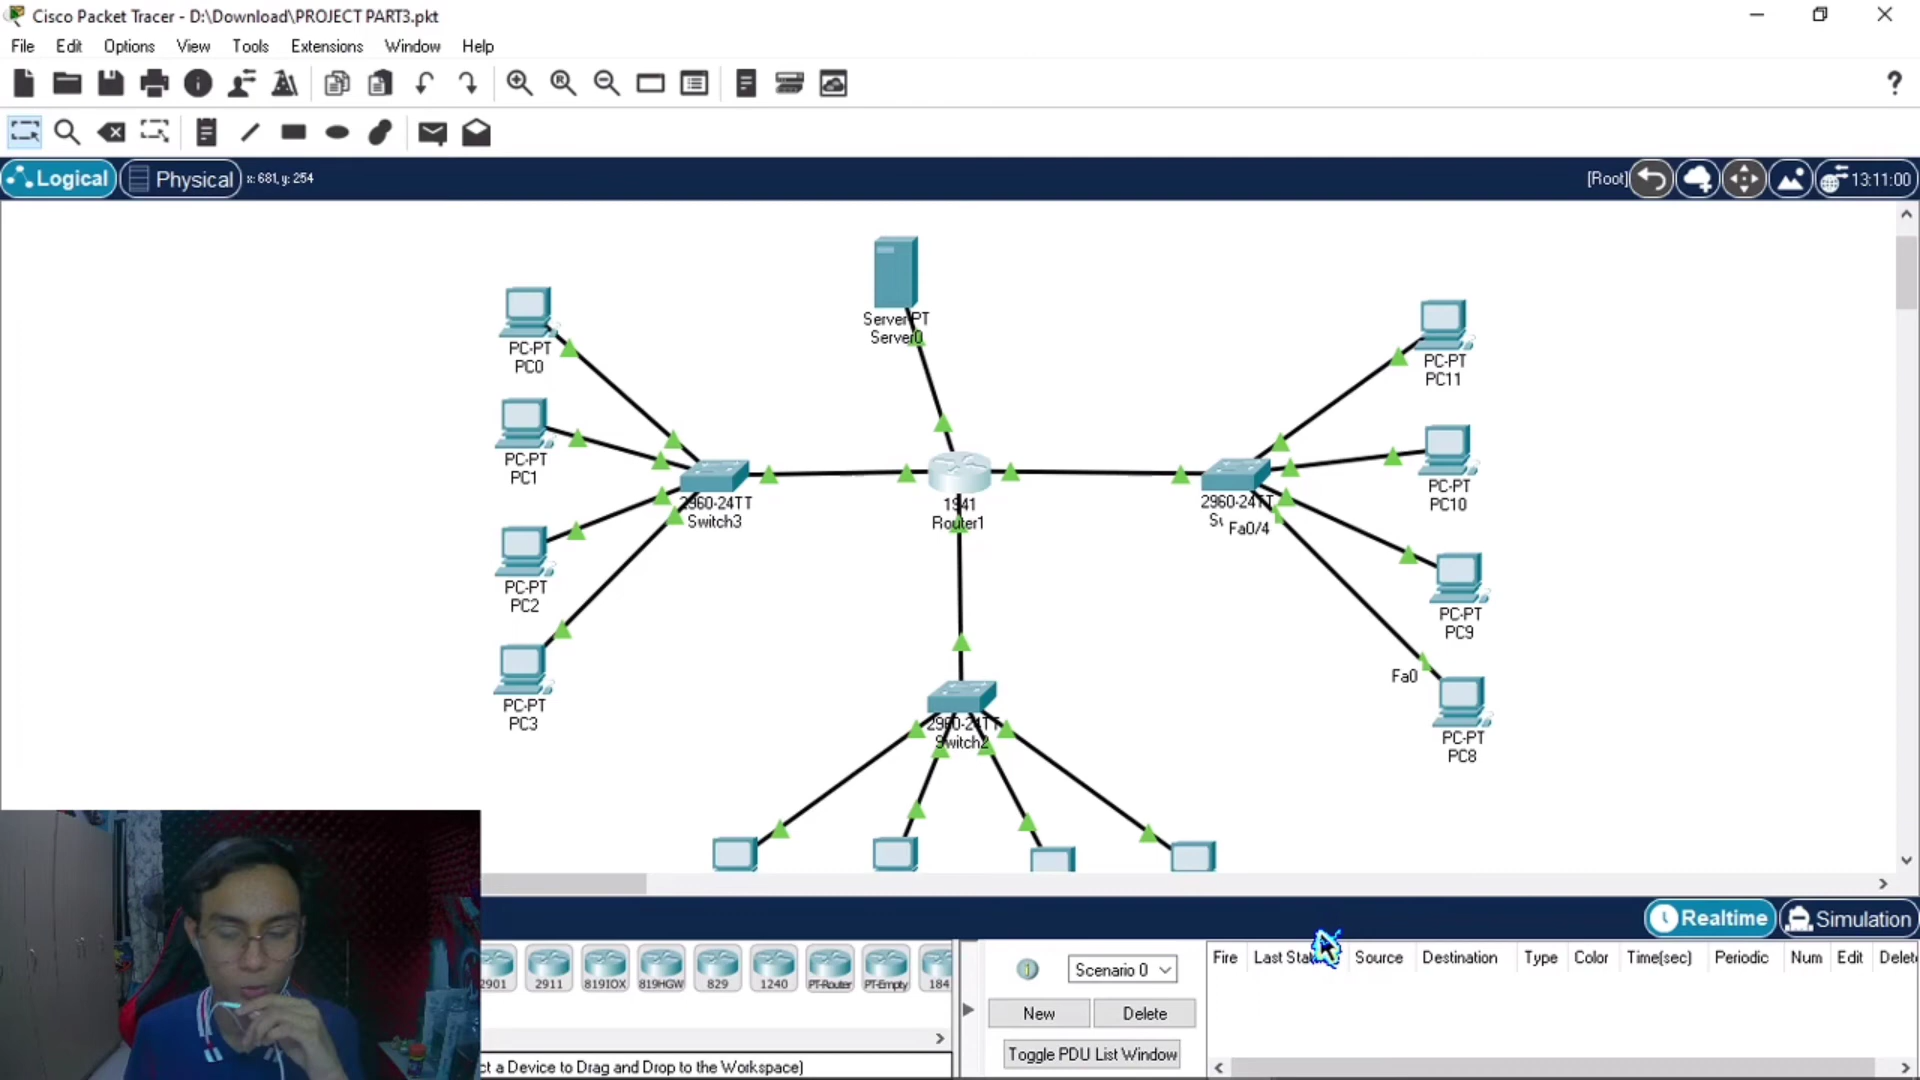 Cisco Packet Tracer - D:\Download\PROJECT PART3.pkt
File Edit Options View Tools Extensions Window Help
?
Logical Physical x: 681, y: 254 [Root] 13:11:00
Server-PT
Server0
PC-PT
PC0
PC-PT
PC11
PC-PT
PC1
PC-PT
PC10
2960-24TT
Switch3
1941
Router1
2960-24TT
Fa0/4
PC-PT
PC2
PC-PT
PC9
Fa0
PC-PT
PC3
2960-24TT
Switch2
PC-PT
PC8
Realtime Simulation
2901 2911 819IOX 819HGW 829 1240 PT-Router PT-Empty 184
Scenario 0
New Delete
Toggle PDU List Window
Fire Last Source Destination Type Color Time(sec) Periodic Num Edit Delet
ct a Device to Drag and Drop to the Workspace)